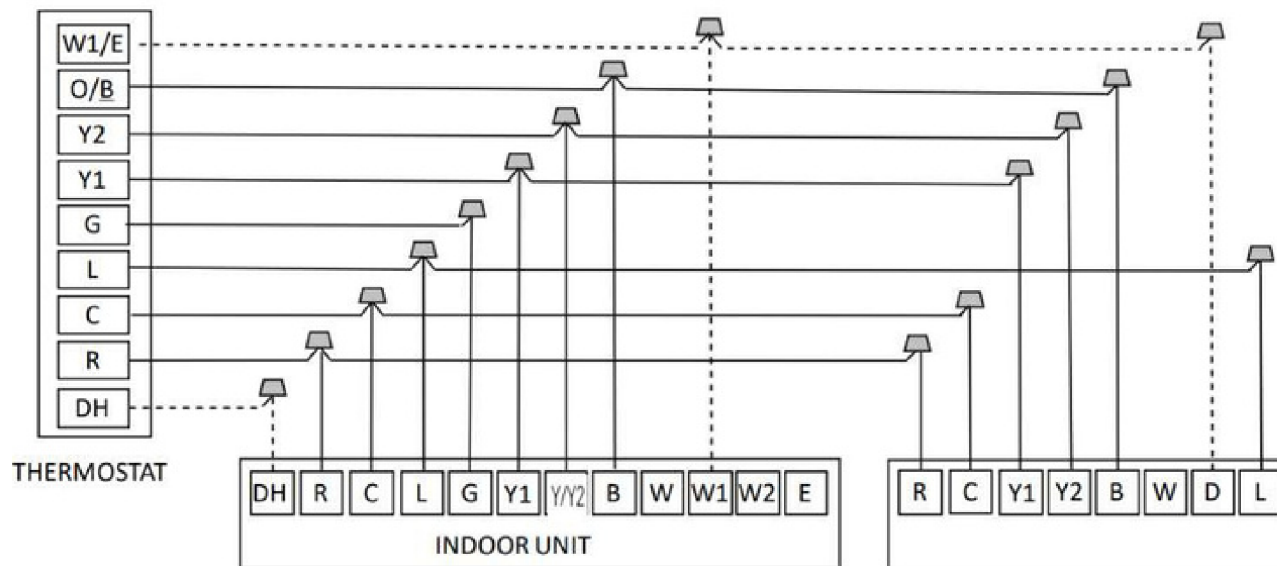 W1/E
O/B
Y2
Y1
G
L
C
R
DH
THERMOSTAT
DH R C L G Y1 Y/Y2 B W W1 W2 E
INDOOR UNIT
R C Y1 Y2 B W D L